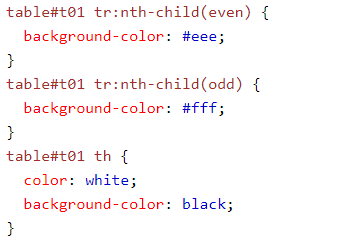 table#t01 tr:nth-child(even) {
  background-color: #eee;
}
table#t01 tr:nth-child(odd) {
  background-color: #fff;
}
table#t01 th {
  color: white;
  background-color: black;
}